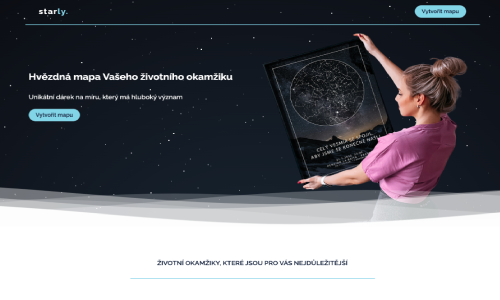 starly.
Vytvořit mapu
Hvězdná mapa Vašeho životního okamžiku
Unikátní dárek na míru, který má hluboký význam
Vytvořit mapu
CELÝ VESMÍR SE SPOJIL,
ABY JSME SE KONEČNĚ NAŠLI
ŽIVOTNÍ OKAMŽIKY, KTERÉ JSOU PRO VÁS NEJDŮLEŽITĚJŠÍ